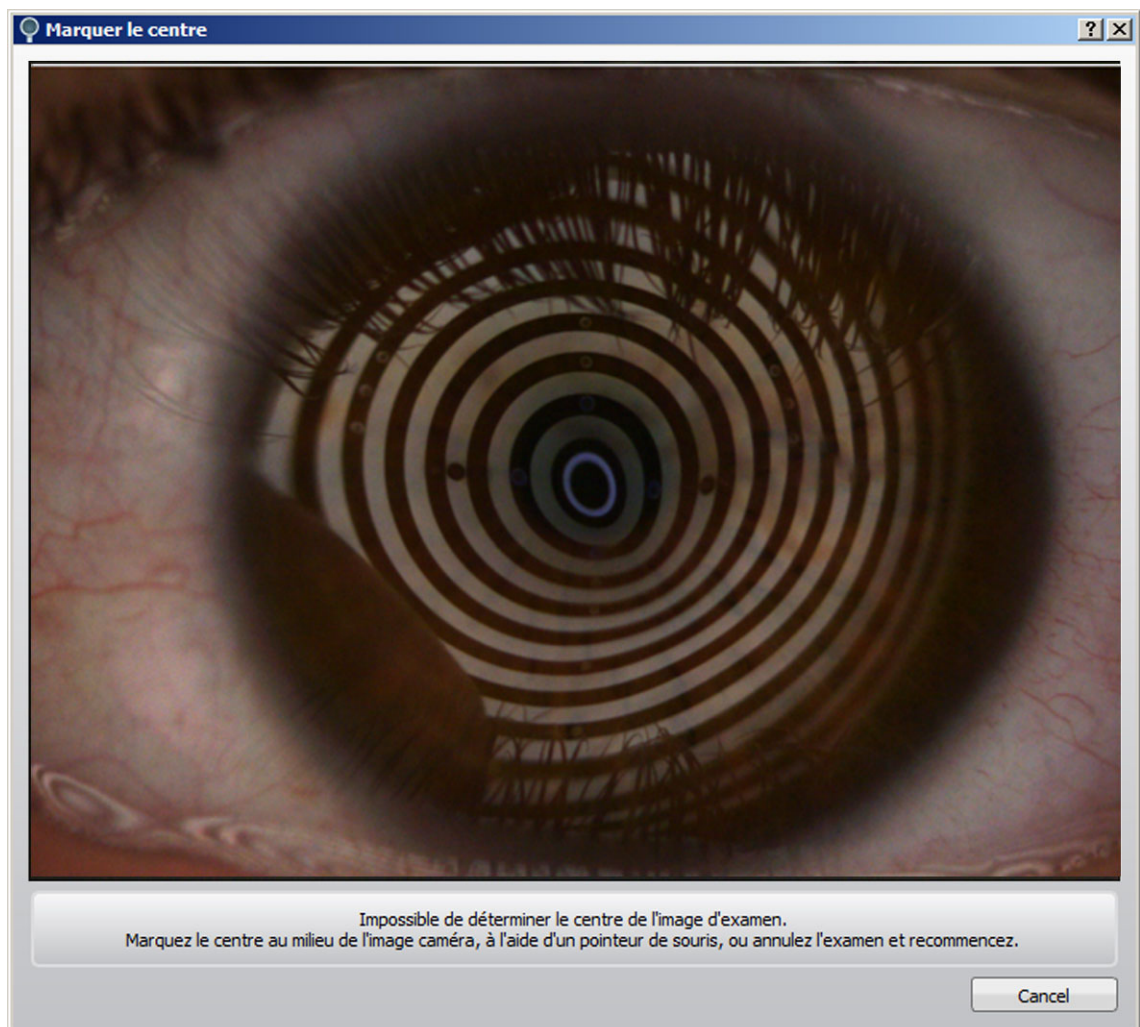 Marquer le centre
Impossible de déterminer le centre de l'image d'examen.
Marquez le centre au milieu de l'image caméra, à l'aide d'un pointeur de souris, ou annulez l'examen et recommencez.
Cancel